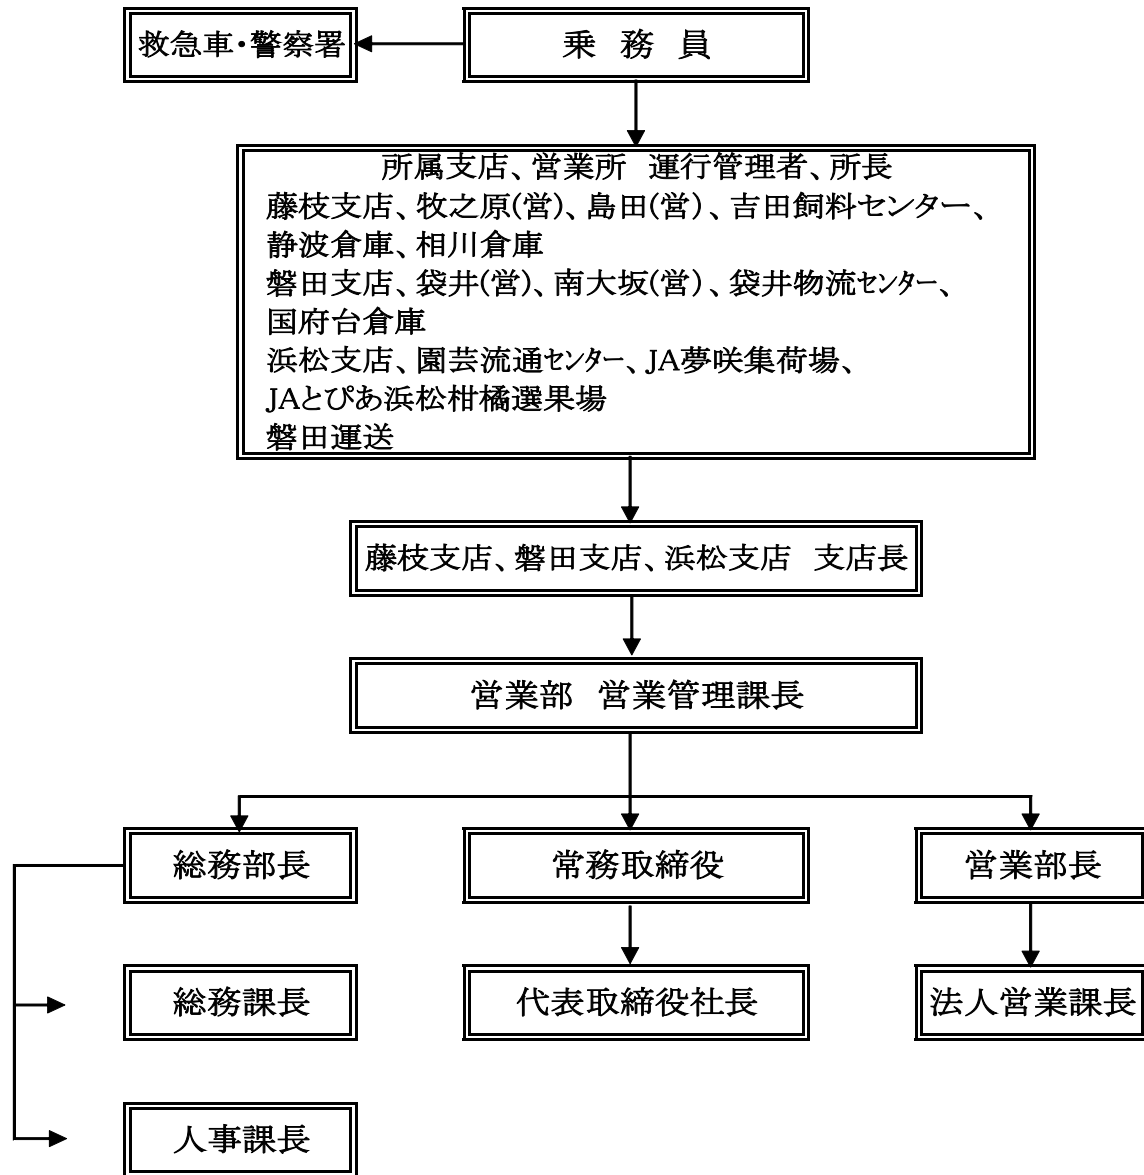 救急車・警察署
乗　務　員
所属支店、営業所　運行管理者、所長
藤枝支店、牧之原(営)、島田(営)、吉田飼料センター、
静波倉庫、相川倉庫
磐田支店、袋井(営)、南大坂(営)、袋井物流センター、
国府台倉庫
浜松支店、園芸流通センター、JA夢咲集荷場、
JAとぴあ浜松柑橘選果場
磐田運送
藤枝支店、磐田支店、浜松支店　支店長
営業部　営業管理課長
総務部長
常務取締役
営業部長
総務課長
代表取締役社長
法人営業課長
人事課長